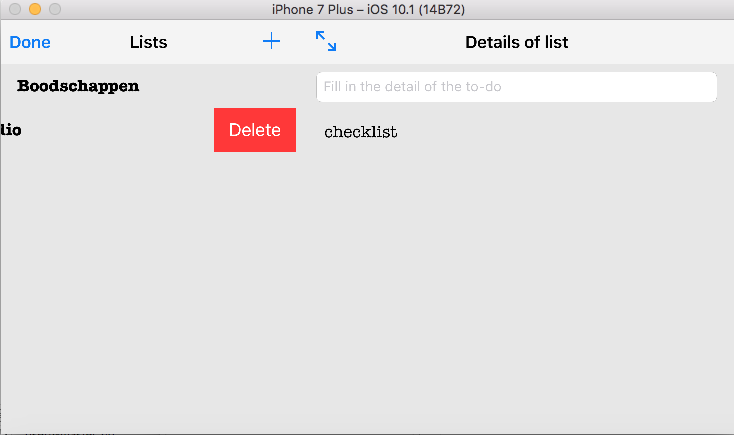 iPhone 7 Plus – iOS 10.1 (14B72)
Done Lists + Details of list
Boodschappen
Fill in the detail of the to-do
lio Delete
checklist